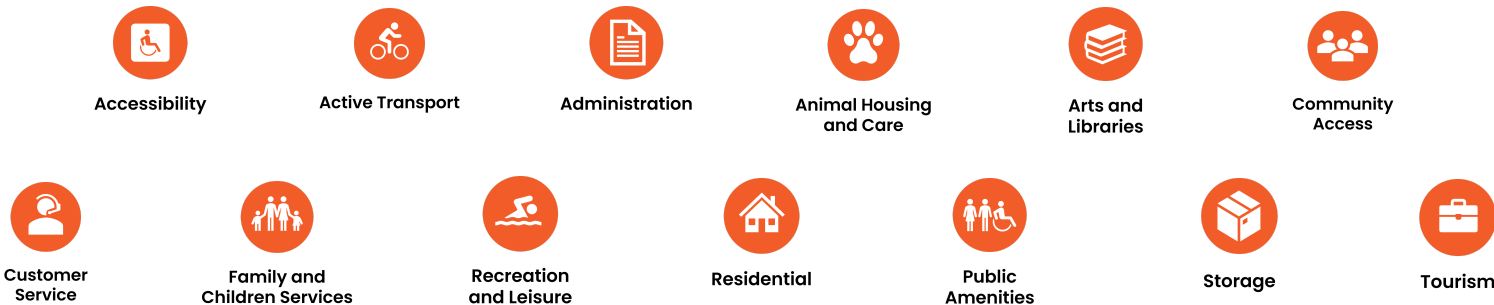 Accessibility
Active Transport
Administration
Animal Housing
and Care
Arts and
Libraries
Community
Access
Customer
Service
Family and
Children Services
Recreation
and Leisure
Residential
Public
Amenities
Storage
Tourism